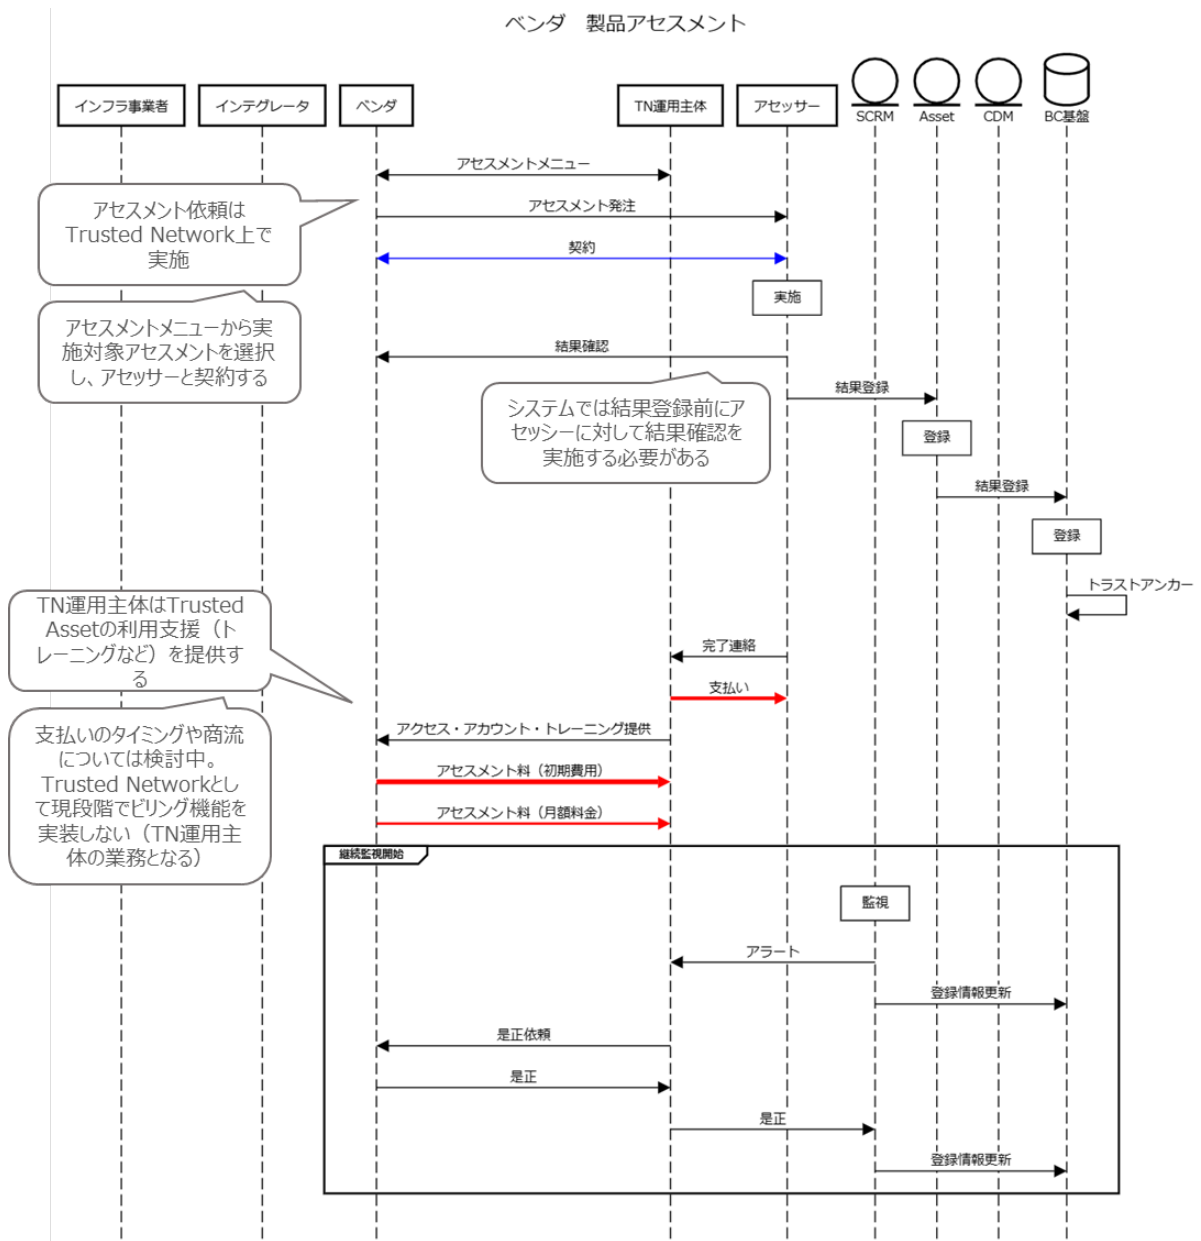 ベンダ　製品アセスメント
インフラ事業者
インテグレータ
ベンダ
TN運用主体
アセッサー
SCRM
Asset
CDM
BC基盤
アセスメントメニュー
アセスメント依頼は
Trusted Network上で
実施
アセスメント発注
契約
実施
アセスメントメニューから実
施対象アセスメントを選択
し、アセッサーと契約する
結果確認
システムでは結果登録前にア
セッシーに対して結果確認を
実施する必要がある
結果登録
登録
結果登録
登録
トラストアンカー
TN運用主体はTrusted
Assetの利用支援（ト
レーニングなど）を提供す
る
完了連絡
支払い
支払いのタイミングや商流
については検討中。
Trusted Networkとし
て現段階でビリング機能を
実装しない（TN運用主
体の業務となる）
アクセス・アカウント・トレーニング提供
アセスメント料（初期費用）
アセスメント料（月額料金）
継続監視開始
監視
アラート
登録情報更新
是正依頼
是正
是正
登録情報更新